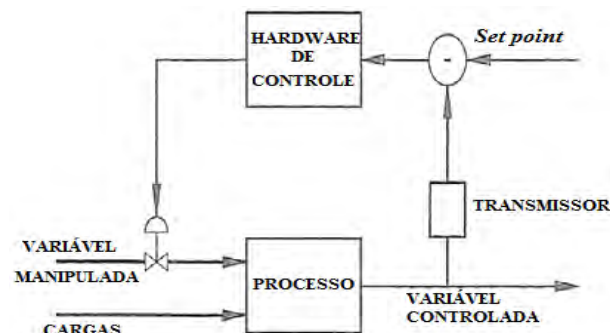 HARDWARE
DE
CONTROLE
-
Set point
TRANSMISSOR
VARIÁVEL
MANIPULADA
PROCESSO
VARIÁVEL
CONTROLADA
CARGAS